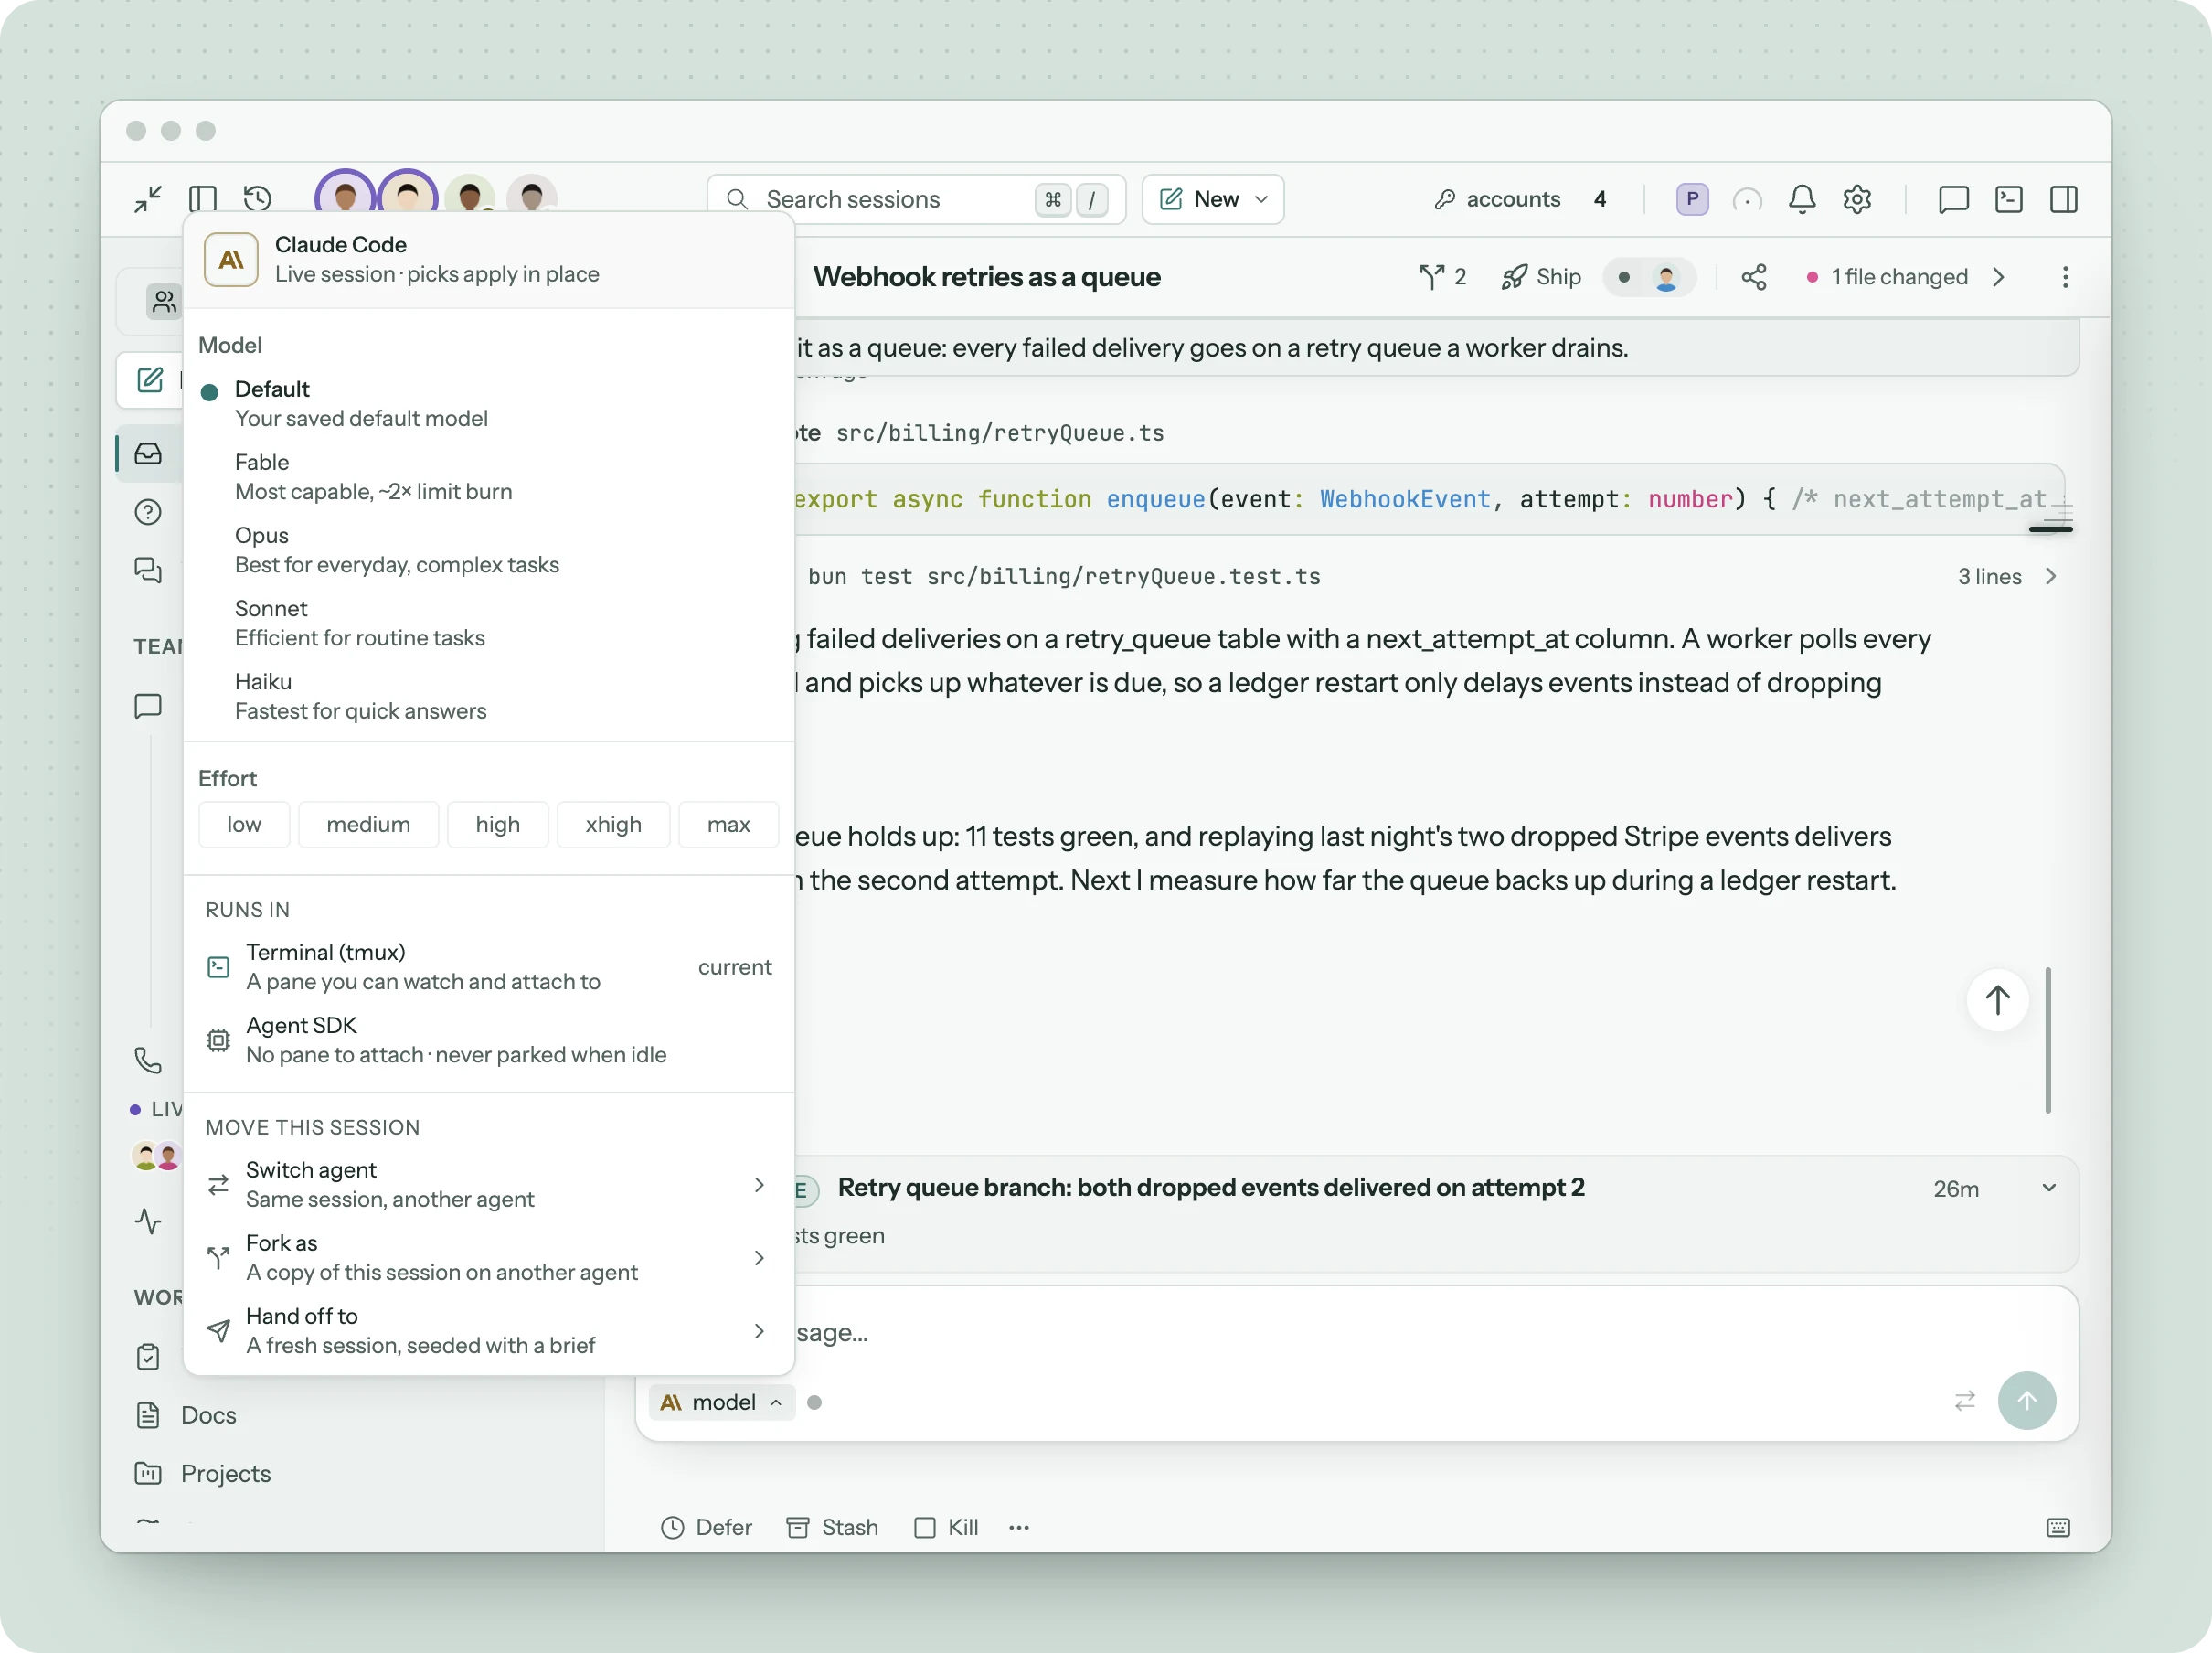 Search sessions ⌘ /
New
accounts 4
P
Claude Code
Live session · picks apply in place
Webhook retries as a queue
2
Ship
1 file changed
Model
Default
Your saved default model
Fable
Most capable, ~2× limit burn
Opus
Best for everyday, complex tasks
Sonnet
Efficient for routine tasks
Haiku
Fastest for quick answers
Effort
low medium high xhigh max
RUNS IN
Terminal (tmux)
A pane you can watch and attach to
current
Agent SDK
No pane to attach · never parked when idle
MOVE THIS SESSION
Switch agent
Same session, another agent
Fork as
A copy of this session on another agent
Hand off to
A fresh session, seeded with a brief
it as a queue: every failed delivery goes on a retry queue a worker drains.
src/billing/retryQueue.ts
export async function enqueue(event: WebhookEvent, attempt: number) { /* next_attempt_at
bun test src/billing/retryQueue.test.ts
3 lines
failed deliveries on a retry_queue table with a next_attempt_at column. A worker polls every
and picks up whatever is due, so a ledger restart only delays events instead of dropping
holds up: 11 tests green, and replaying last night's two dropped Stripe events delivers
the second attempt. Next I measure how far the queue backs up during a ledger restart.
Retry queue branch: both dropped events delivered on attempt 2
26m
green
model
Docs
Projects
Defer
Stash
Kill